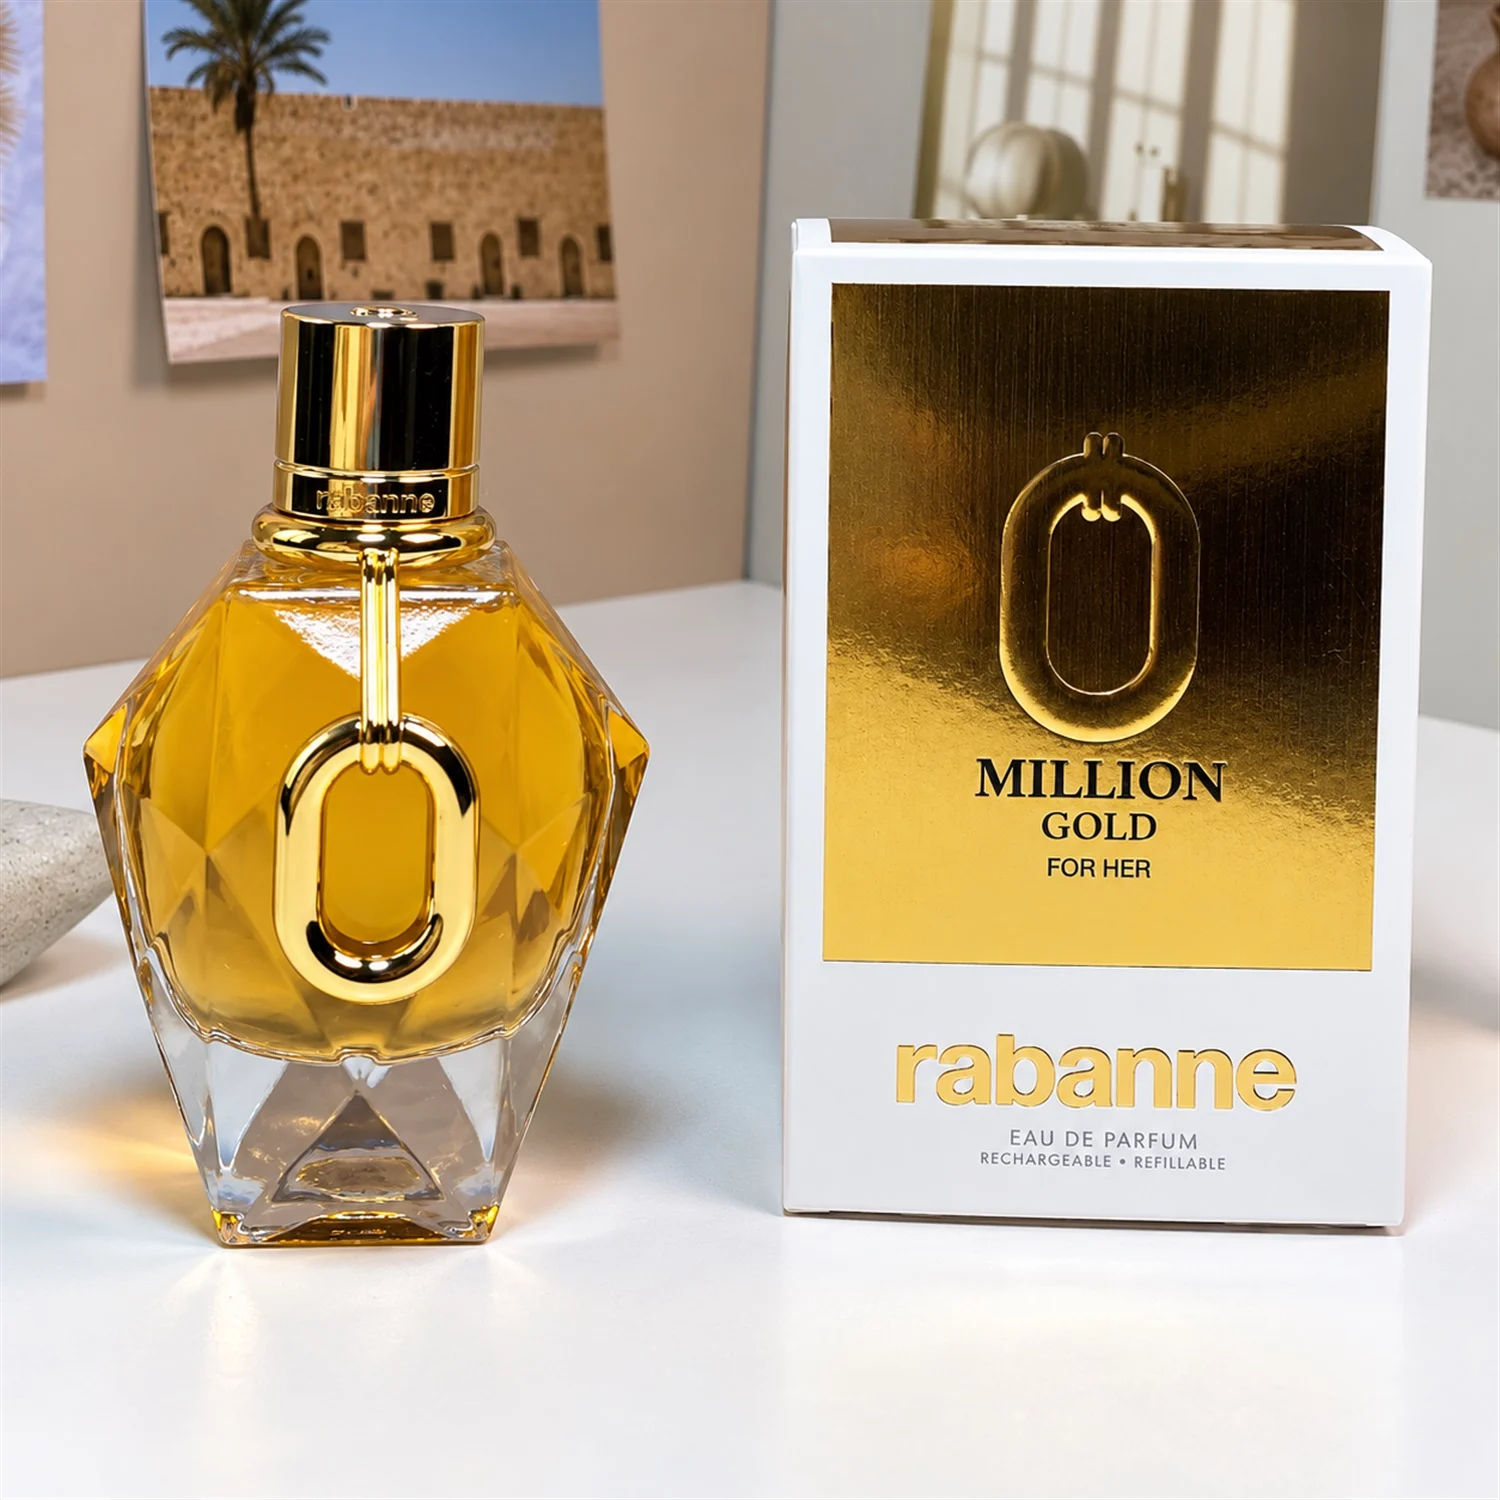 rabanne
MILLION
GOLD
FOR HER
rabanne
EAU DE PARFUM
RECHARGEABLE • REFILLABLE